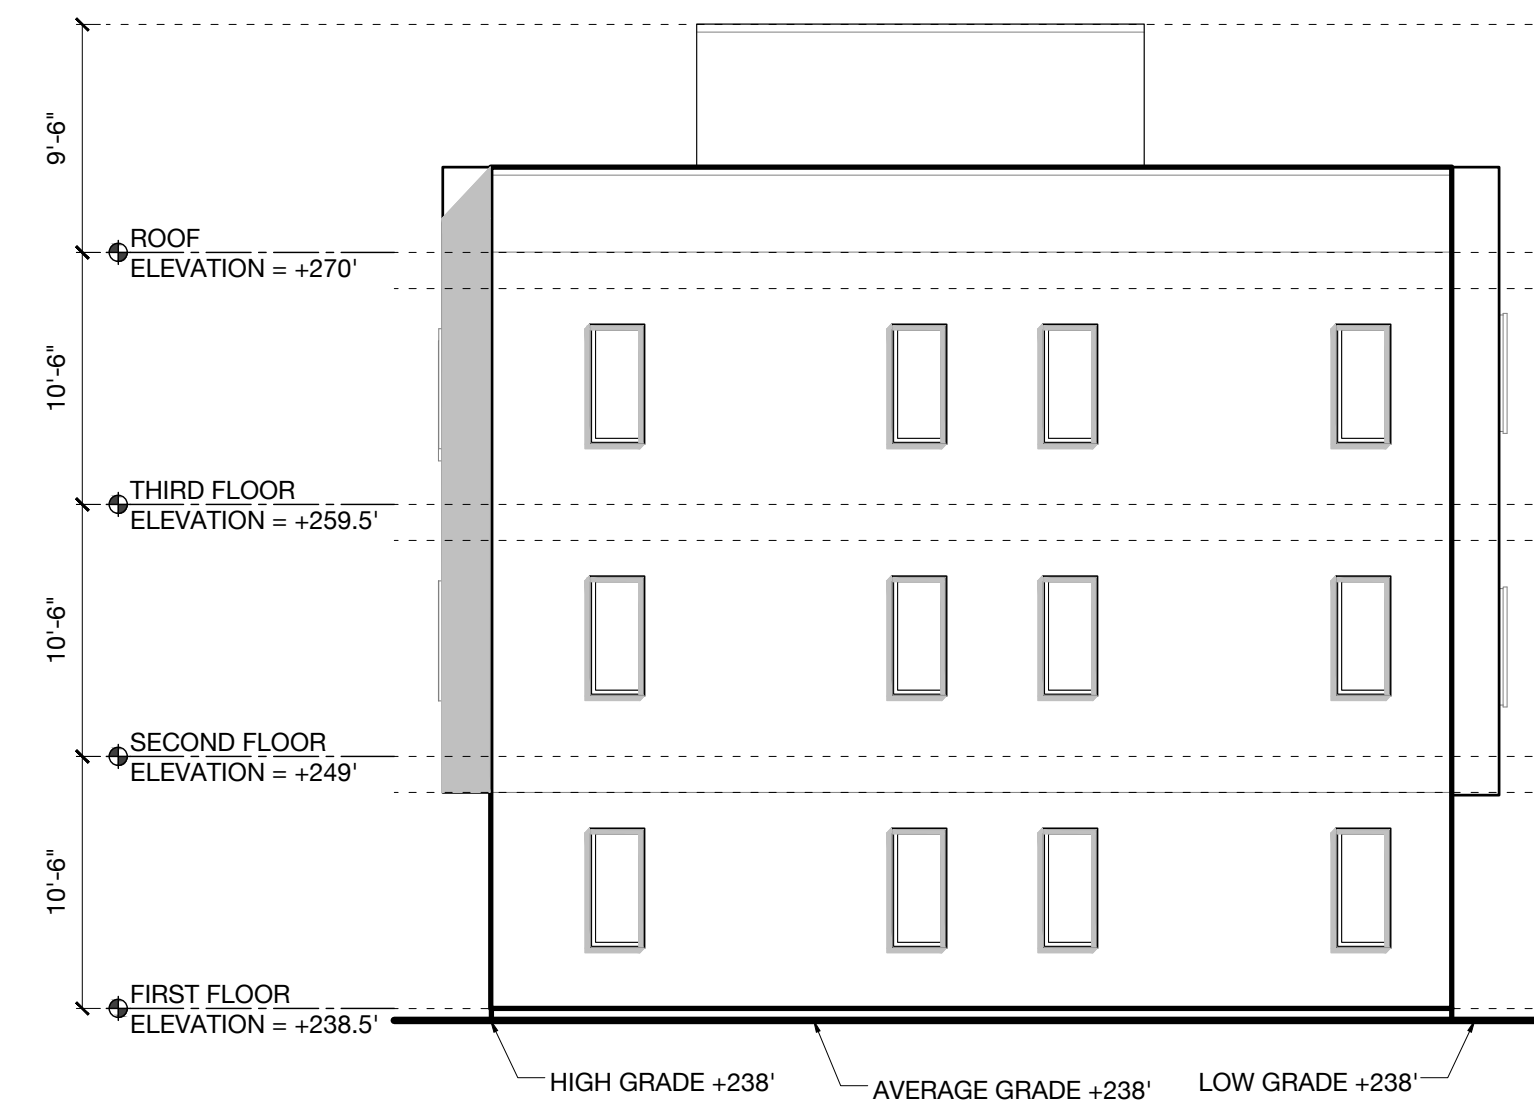 9'-6"
ROOF
ELEVATION = +270'
10'-6"
THIRD FLOOR
ELEVATION = +259.5'
10'-6"
SECOND FLOOR
ELEVATION = +249'
10'-6"
FIRST FLOOR
ELEVATION = +238.5'
HIGH GRADE +238'
AVERAGE GRADE +238'
LOW GRADE +238'